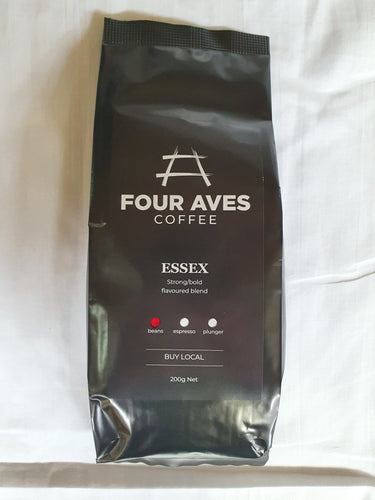 FOUR AVES
COFFEE
ESSEX
Strong/bold
flavoured blend
beans espresso plunger
BUY LOCAL
200g Net